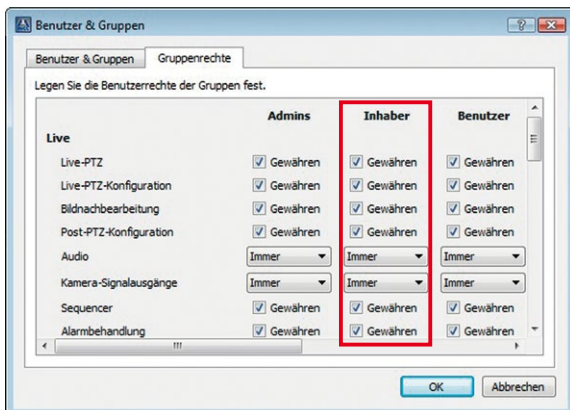 Benutzer & Gruppen
Benutzer & Gruppen Gruppenrechte
Legen Sie die Benutzerrechte der Gruppen fest.
Admins Inhaber Benutzer
Live
Live-PTZ Gewähren Gewähren Gewähren
Live-PTZ-Konfiguration Gewähren Gewähren Gewähren
Bildnachbearbeitung Gewähren Gewähren Gewähren
Post-PTZ-Konfiguration Gewähren Gewähren Gewähren
Audio Immer Immer Immer
Kamera-Signalausgänge Immer Immer Immer
Sequencer Gewähren Gewähren Gewähren
Alarmbehandlung Gewähren Gewähren Gewähren
OK Abbrechen